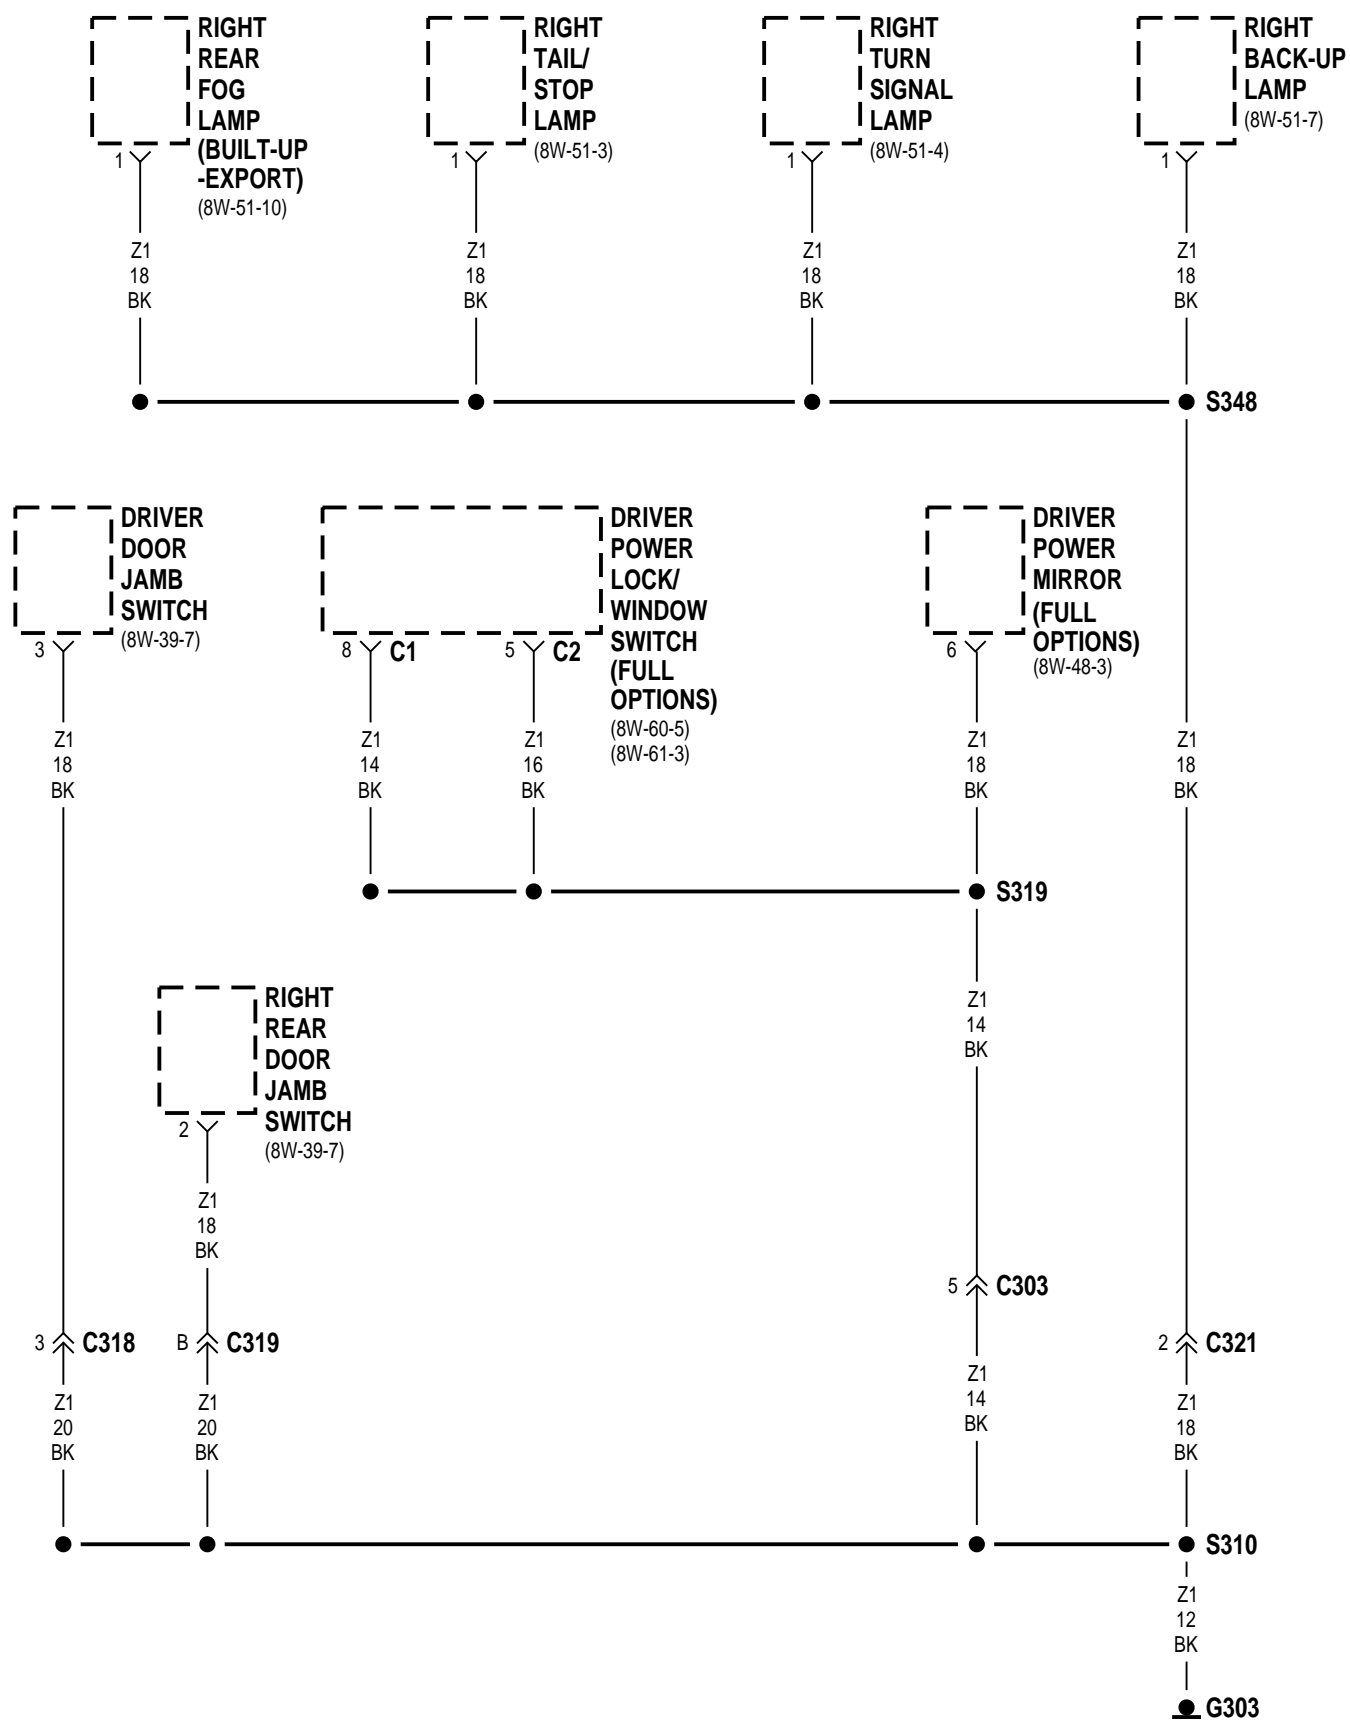 RIGHT
REAR
FOG
LAMP
(BUILT-UP
-EXPORT)
(8W-51-10)
1
Z1
18
BK
RIGHT
TAIL/
STOP
LAMP
(8W-51-3)
1
Z1
18
BK
RIGHT
TURN
SIGNAL
LAMP
(8W-51-4)
1
Z1
18
BK
RIGHT
BACK-UP
LAMP
(8W-51-7)
1
Z1
18
BK
S348
DRIVER
DOOR
JAMB
SWITCH
(8W-39-7)
3
Z1
18
BK
DRIVER
POWER
LOCK/
WINDOW
SWITCH
(FULL
OPTIONS)
(8W-60-5)
(8W-61-3)
8 C1
5 C2
Z1
14
BK
Z1
16
BK
DRIVER
POWER
MIRROR
(FULL
OPTIONS)
(8W-48-3)
6
Z1
18
BK
Z1
18
BK
S319
RIGHT
REAR
DOOR
JAMB
SWITCH
(8W-39-7)
2
Z1
18
BK
Z1
14
BK
5 C303
3 C318
B C319
2 C321
Z1
20
BK
Z1
20
BK
Z1
14
BK
Z1
18
BK
S310
Z1
12
BK
G303